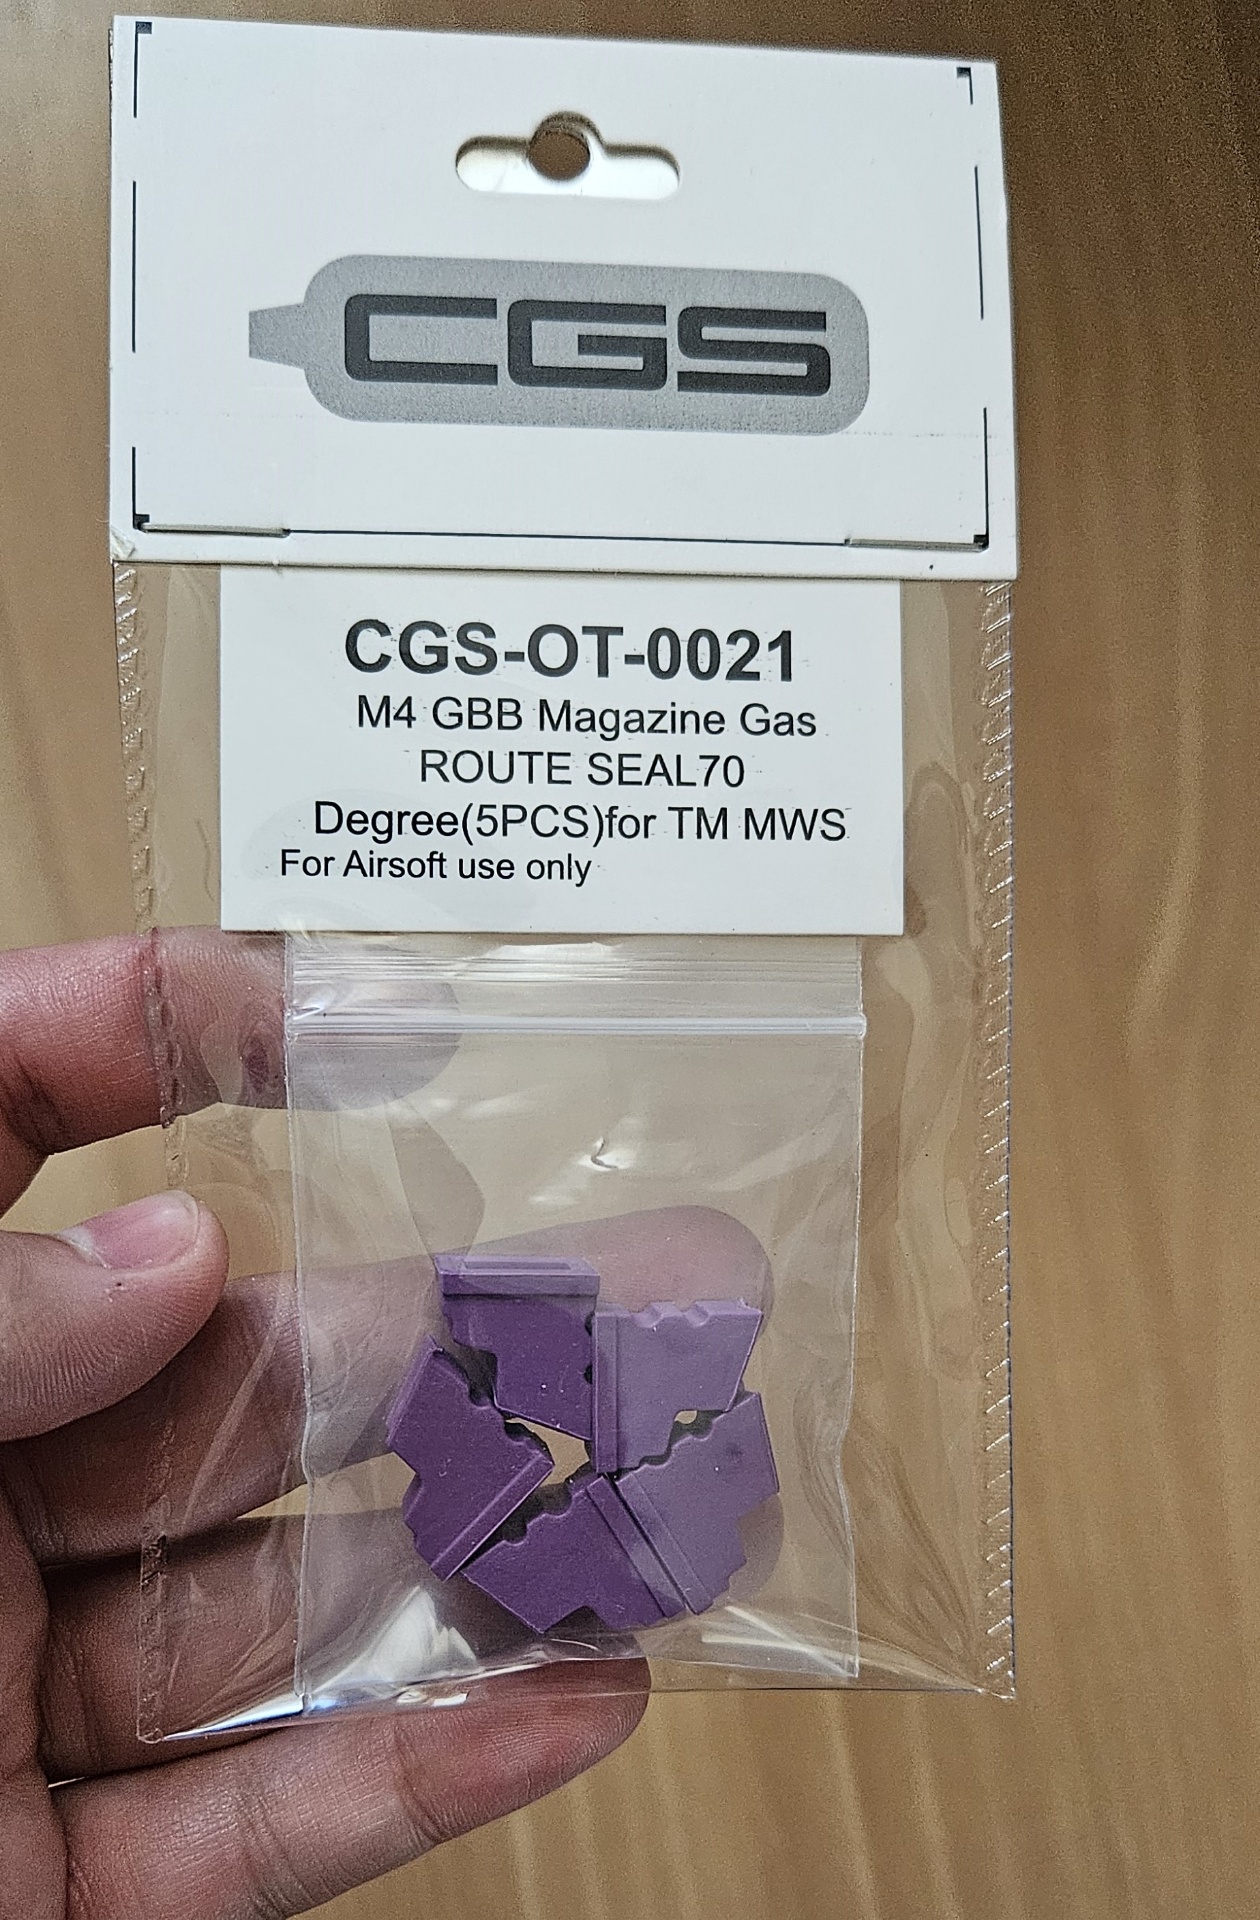 CGS
CGS-OT-0021
M4 GBB Magazine Gas
ROUTE SEAL70
Degree(5PCS)for TM MWS
For Airsoft use only